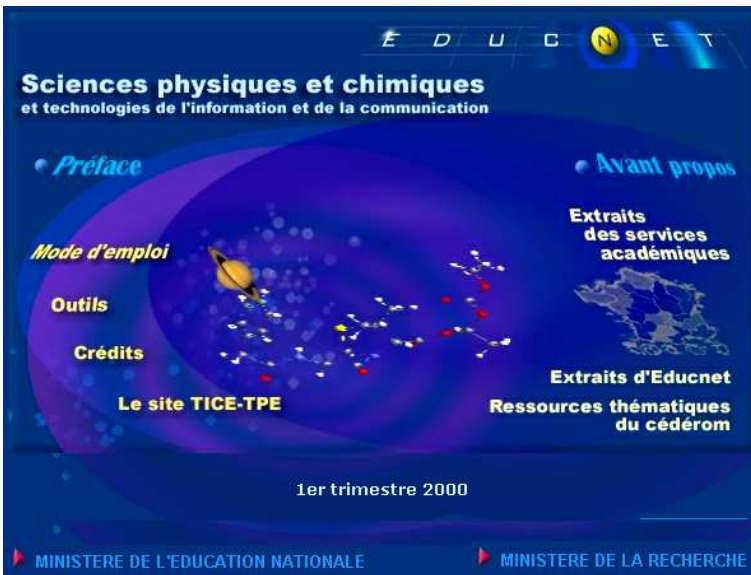 EDUCNET
Sciences physiques et chimiques
et technologies de l'information et de la communication
Préface
Avant propos
Mode d'emploi
Outils
Crédits
Le site TICE-TPE
Extraits
des services
académiques
Extraits d'Educnet
Ressources thématiques
du cédérom
1er trimestre 2000
MINISTERE DE L'EDUCATION NATIONALE
MINISTERE DE LA RECHERCHE